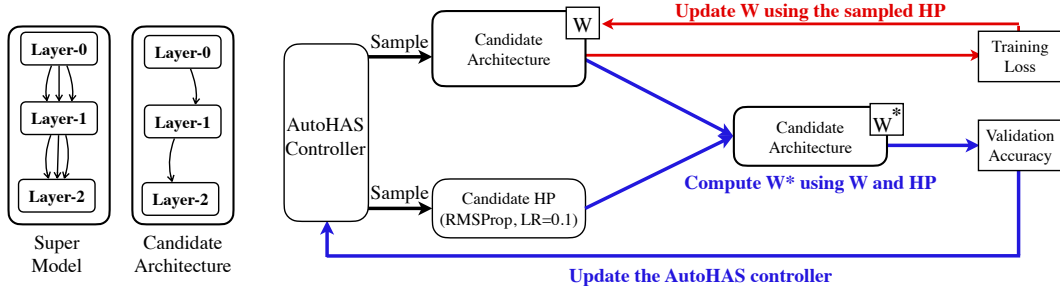 Layer-0
Layer-1
Layer-2
Super
Model
Layer-0
Layer-1
Layer-2
Candidate
Architecture
AutoHAS
Controller
Sample
Sample
Candidate
Architecture
W
Candidate HP
(RMSProp, LR=0.1)
Update W using the sampled HP
Training
Loss
Candidate
Architecture
W*
Compute W* using W and HP
Validation
Accuracy
Update the AutoHAS controller